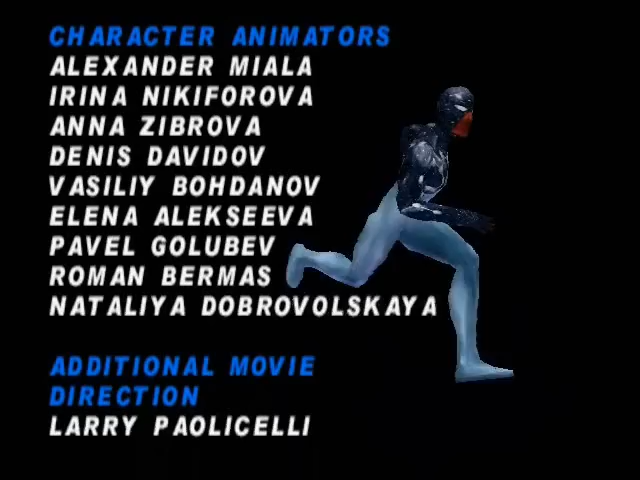 CHARACTER ANIMATORS
ALEXANDER MIALA
IRINA NIKIFOROVA
ANNA ZIBROVA
DENIS DAVIDOV
VASILIY BOHDANOV
ELENA ALEKSEEVA
PAVEL GOLUBEV
ROMAN BERMAS
NATALIYA DOBROVOLSKAYA
ADDITIONAL MOVIE
DIRECTION
LARRY PAOLICELLI